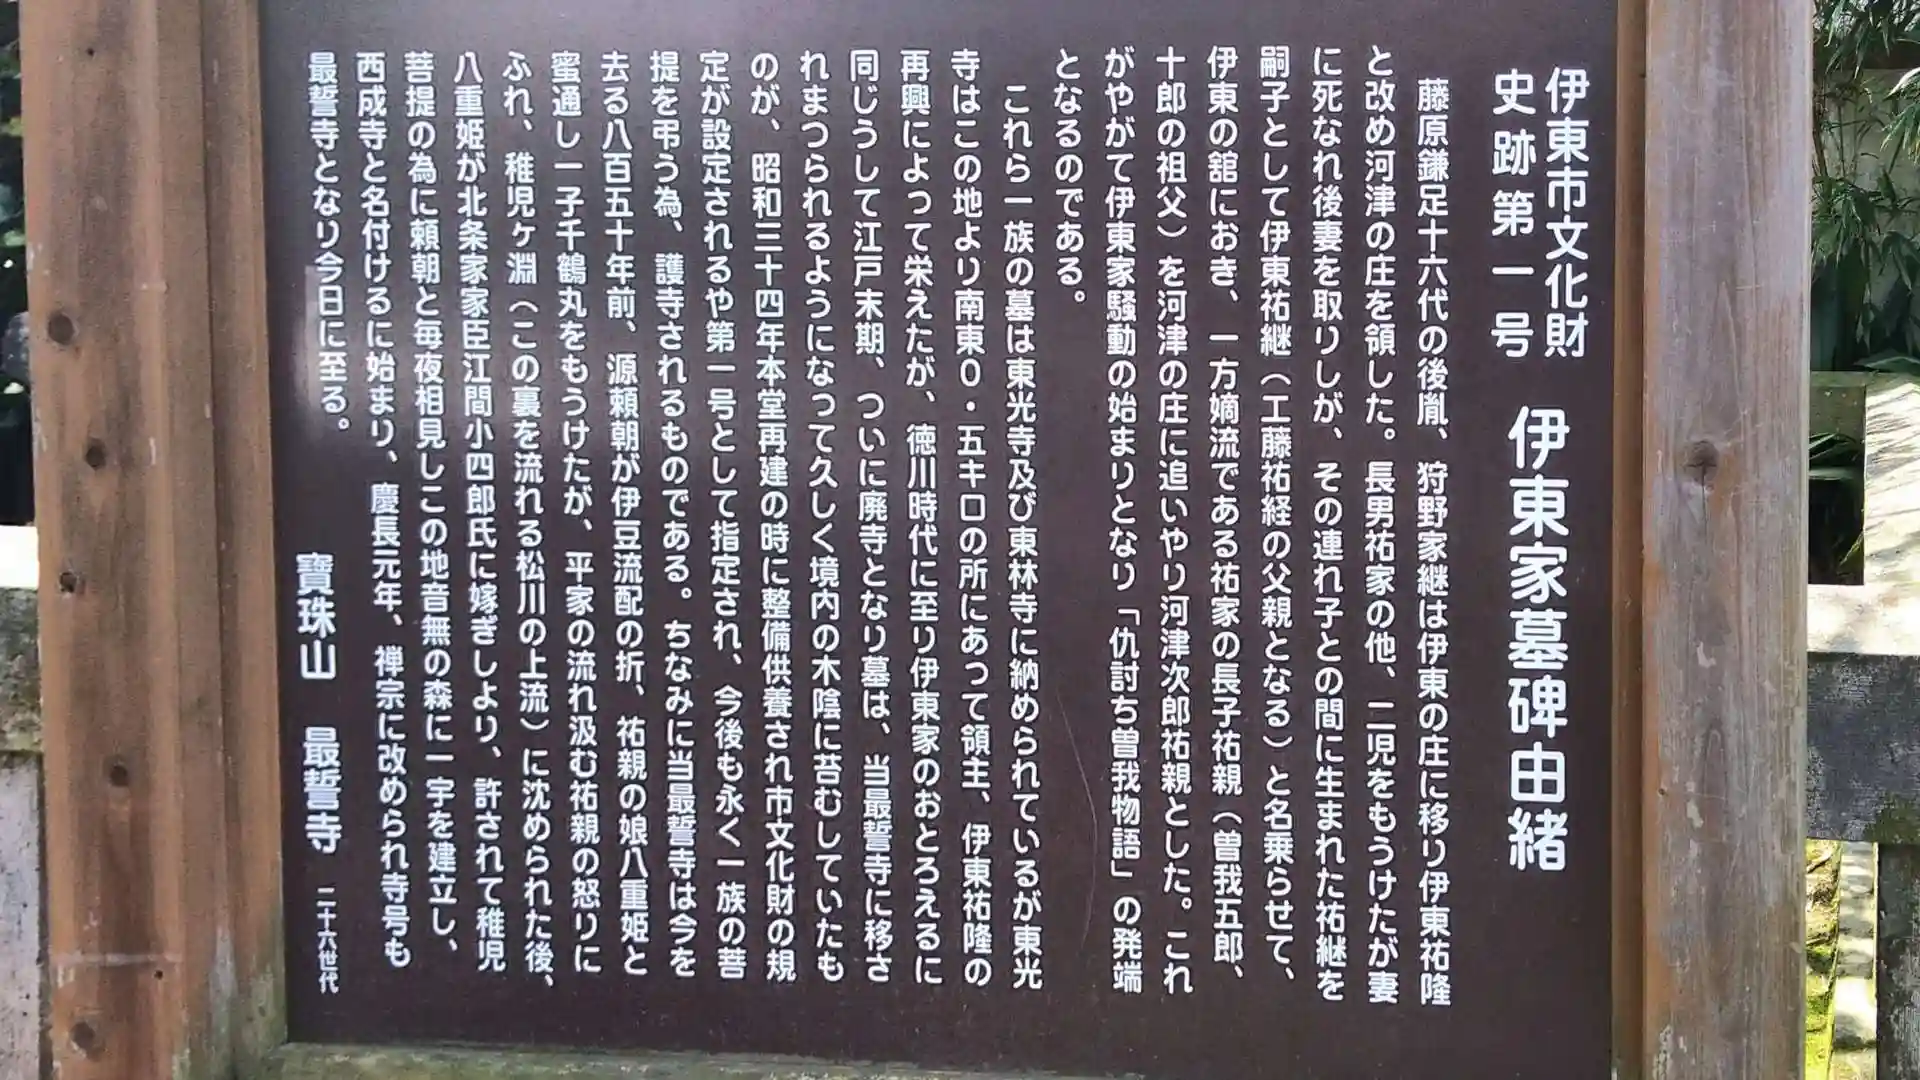 伊東市文化財
史跡第一号
伊東家墓碑由緒
藤原鎌足十六代の後胤、狩野家継は伊東の庄に移り伊東祐隆
と改め河津の庄を領した。長男祐家の他、二児をもうけたが妻
に死なれ後妻を取りしが、その連れ子との間に生まれた祐継を
嗣子として伊東祐継（工藤祐経の父親となる）と名乗らせて、
伊東の舘におき、一方嫡流である祐家の長子祐親（曽我五郎、
十郎の祖父）を河津の庄に追いやり河津次郎祐親とした。これ
がやがて伊東家騒動の始まりとなり「仇討ち曽我物語」の発端
となるのである。
これら一族の墓は東光寺及び東林寺に納められているが東光
寺はこの地より南東０・五キロの所にあって領主、伊東祐隆の
再興によって栄えたが、徳川時代に至り伊東家のおとろえるに
同じうして江戸末期、ついに廃寺となり墓は、当最誓寺に移さ
れまつられるようになって久しく境内の木陰に苔むしていたも
のが、昭和三十四年本堂再建の時に整備供養され市文化財の規
定が設定されるや第一号として指定され、今後も永く一族の菩
提を弔う為、護寺されるものである。ちなみに当最誓寺は今を
去る八百五十年前、源頼朝が伊豆流配の折、祐親の娘八重姫と
蜜通し一子千鶴丸をもうけたが、平家の流れ汲む祐親の怒りに
ふれ、稚児ヶ淵（この裏を流れる松川の上流）に沈められた後、
八重姫が北条家家臣江間小四郎氏に嫁ぎしより、許されて稚児
菩提の為に頼朝と毎夜相見しこの地音無の森に一宇を建立し、
西成寺と名付けるに始まり、慶長元年、禅宗に改められ寺号も
最誓寺となり今日に至る。
寶珠山　最誓寺　二十六世代